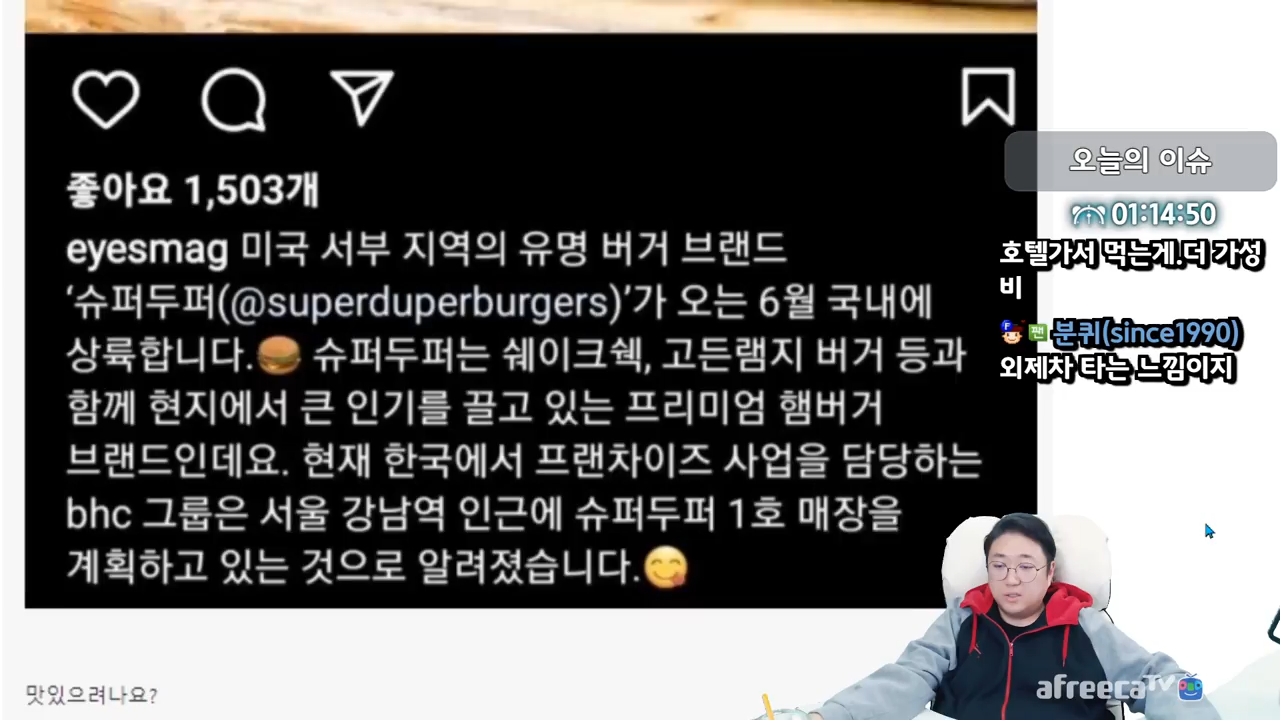 좋아요 1,503개
eyesmag 미국 서부 지역의 유명 버거 브랜드
‘슈퍼두퍼(@superduperburgers)’가 오는 6월 국내에
상륙합니다.🍔 슈퍼두퍼는 쉐이크쉑, 고든램지 버거 등과
함께 현지에서 큰 인기를 끌고 있는 프리미엄 햄버거
브랜드인데요. 현재 한국에서 프랜차이즈 사업을 담당하는
bhc 그룹은 서울 강남역 인근에 슈퍼두퍼 1호 매장을
계획하고 있는 것으로 알려졌습니다.😋
맛있으려나요?
오늘의 이슈
01:14:50
호텔가서 먹는게.더 가성
비
F 팬 분퀴(since1990)
외제차 타는 느낌이지
afreecaTV